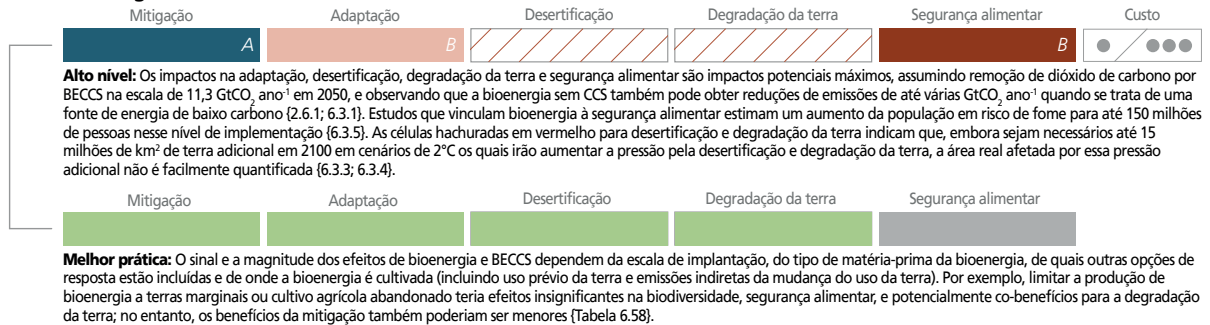 Mitigação Adaptação Desertificação Degradação da terra Segurança alimentar Custo
A B B
Alto nível: Os impactos na adaptação, desertificação, degradação da terra e segurança alimentar são impactos potenciais máximos, assumindo remoção de dióxido de carbono por
BECCS na escala de 11,3 GtCO₂ ano⁻¹ em 2050, e observando que a bioenergia sem CCS também pode obter reduções de emissões de até várias GtCO₂ ano⁻¹ quando se trata de uma
fonte de energia de baixo carbono {2.6.1; 6.3.1}. Estudos que vinculam bioenergia à segurança alimentar estimam um aumento da população em risco de fome para até 150 milhões
de pessoas nesse nível de implementação {6.3.5}. As células hachuradas em vermelho para desertificação e degradação da terra indicam que, embora sejam necessários até 15
milhões de km² de terra adicional em 2100 em cenários de 2°C os quais irão aumentar a pressão pela desertificação e degradação da terra, a área real afetada por essa pressão
adicional não é facilmente quantificada {6.3.3; 6.3.4}.
Mitigação Adaptação Desertificação Degradação da terra Segurança alimentar
Melhor prática: O sinal e a magnitude dos efeitos de bioenergia e BECCS dependem da escala de implantação, do tipo de matéria-prima da bioenergia, de quais outras opções de
resposta estão incluídas e de onde a bioenergia é cultivada (incluindo uso prévio da terra e emissões indiretas da mudança do uso da terra). Por exemplo, limitar a produção de
bioenergia a terras marginais ou cultivo agrícola abandonado teria efeitos insignificantes na biodiversidade, segurança alimentar, e potencialmente co-benefícios para a degradação
da terra; no entanto, os benefícios da mitigação também poderiam ser menores {Tabela 6.58}.